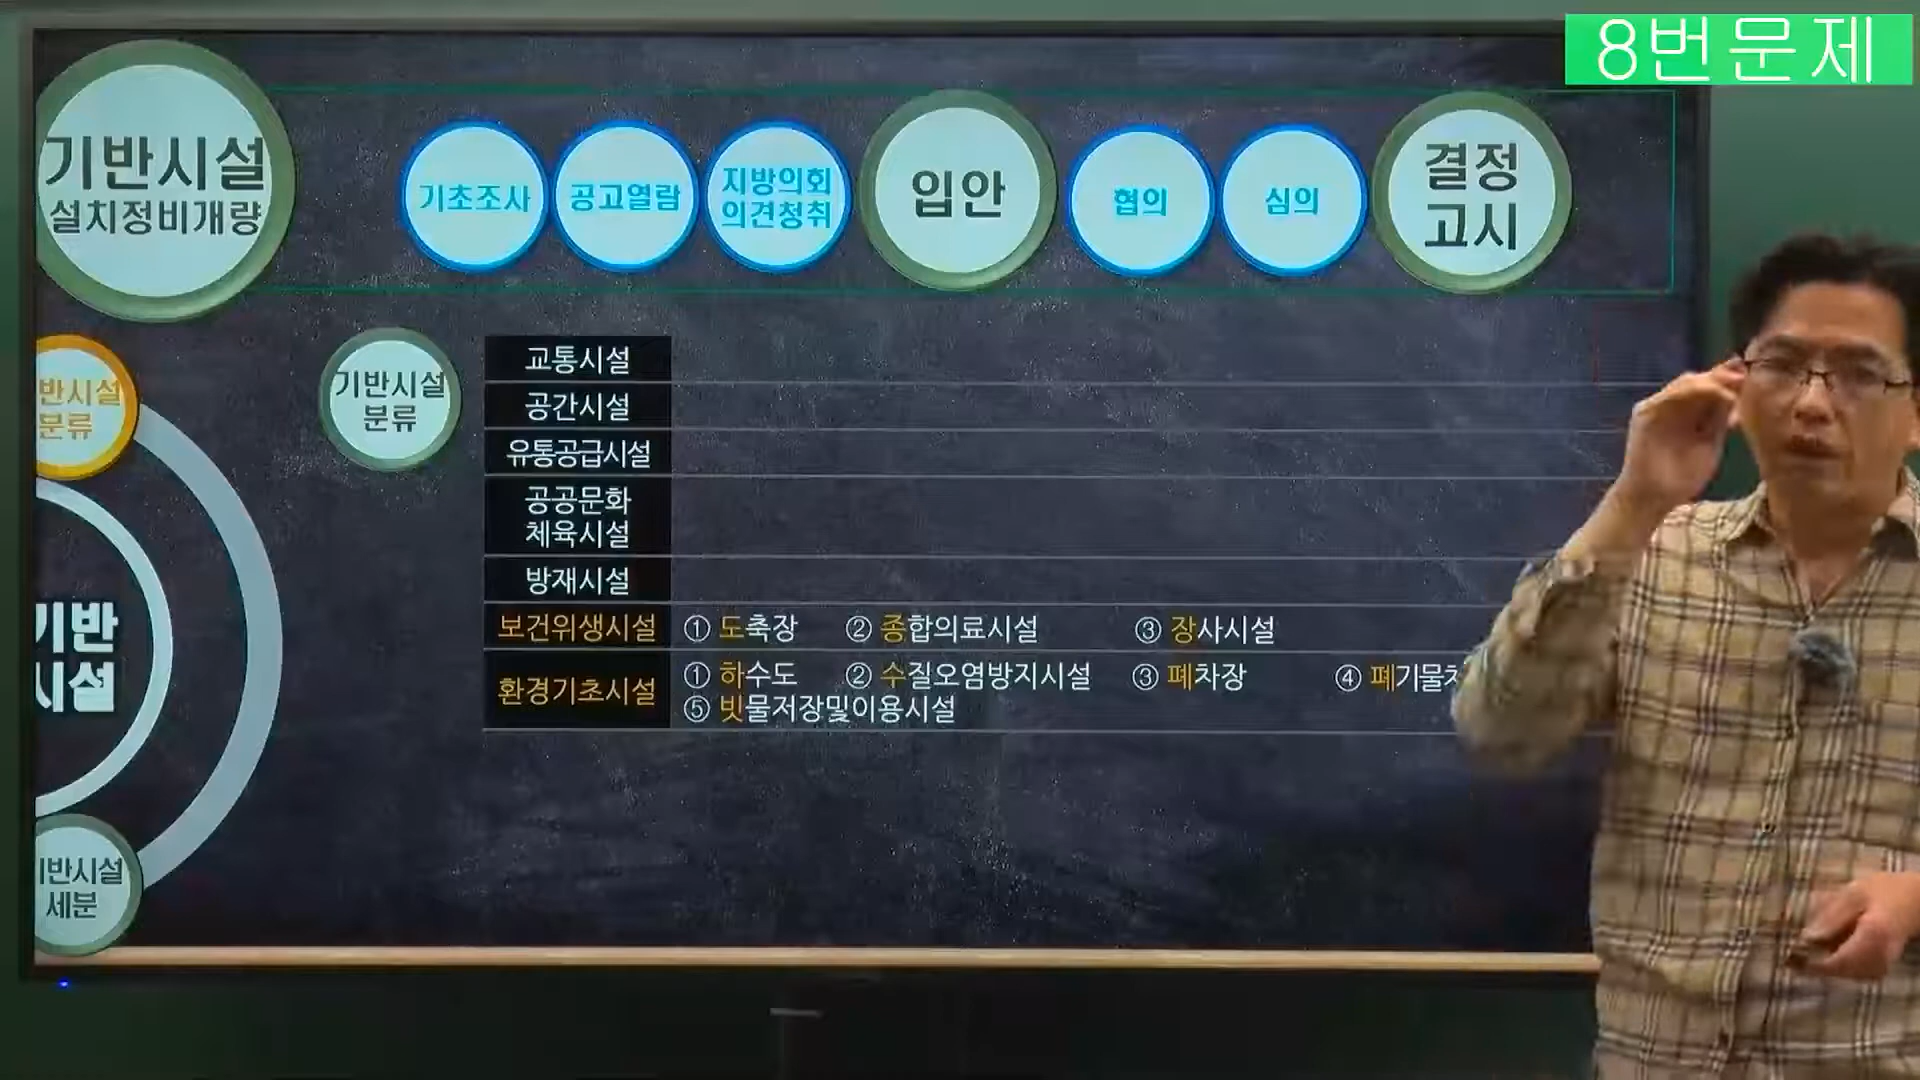 8번문제
기반시설
설치정비개량
기초조사
공고열람
지방의회
의견청취
입안
협의
심의
결정
고시
반시설
분류
기반시설
분류
기반
시설
반시설
세분
교통시설
공간시설
유통공급시설
공공문화
체육시설
방재시설
보건위생시설 ① 도축장 ② 종합의료시설 ③ 장사시설
환경기초시설 ① 하수도 ② 수질오염방지시설 ③ 폐차장 ④ 폐기물
⑤ 빗물저장및이용시설